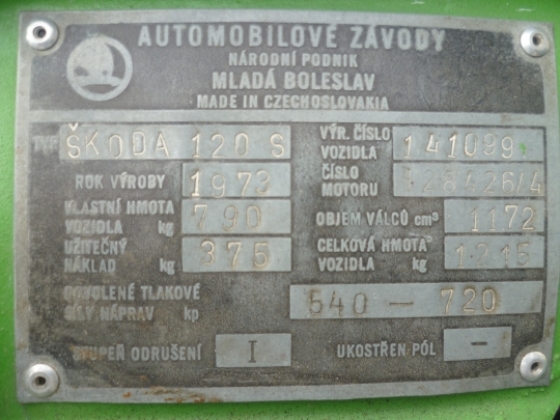 AUTOMOBILOVÉ ZÁVODY
NÁRODNÍ PODNIK
MLADÁ BOLESLAV
MADE IN CZECHOSLOVAKIA
TYP ŠKODA 120 S
VÝR. ČÍSLO VOZIDLA 141099
ROK VÝROBY 1973
ČÍSLO MOTORU 128426/4
VLASTNÍ HMOTA VOZIDLA kg 790
OBJEM VÁLCŮ cm³ 1172
UŽITEČNÝ NÁKLAD kg 375
CELKOVÁ HMOTA VOZIDLA kg 1215
DOVOLENÉ TLAKOVÉ
SÍLY NÁPRAV kp 540 — 720
STUPEŇ ODRUŠENÍ I
UKOSTŘEN PÓL –